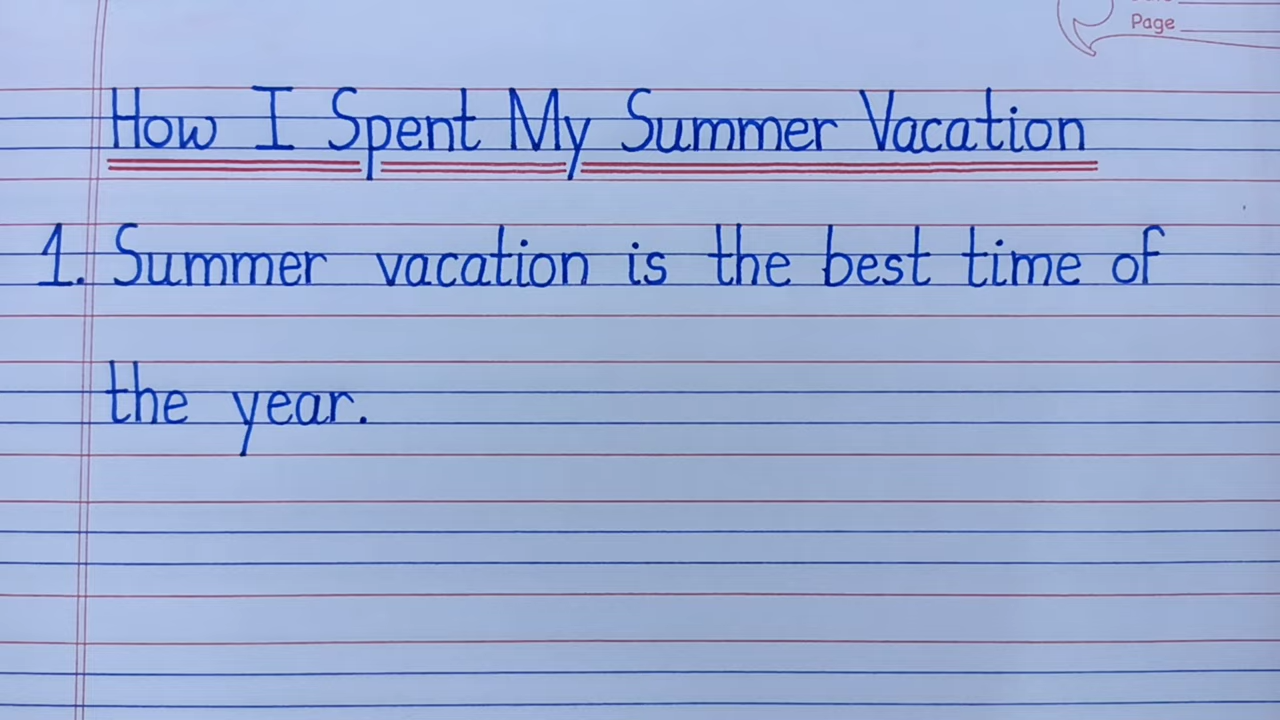 Page
How I Spent My Summer Vacation
1. Summer vacation is the best time of
the year.